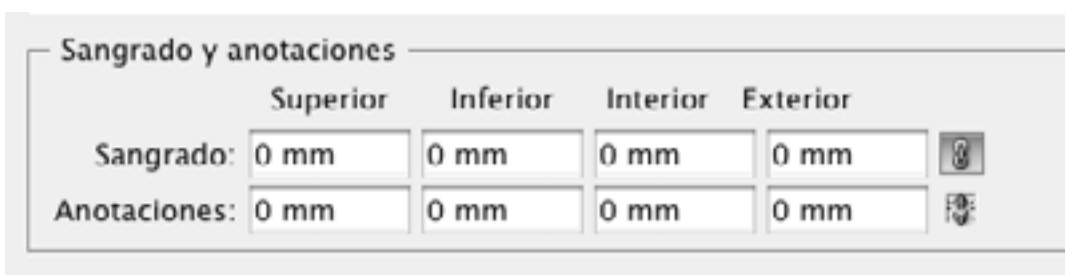 Sangrado y anotaciones
Superior Inferior Interior Exterior
Sangrado: 0 mm 0 mm 0 mm 0 mm
Anotaciones: 0 mm 0 mm 0 mm 0 mm